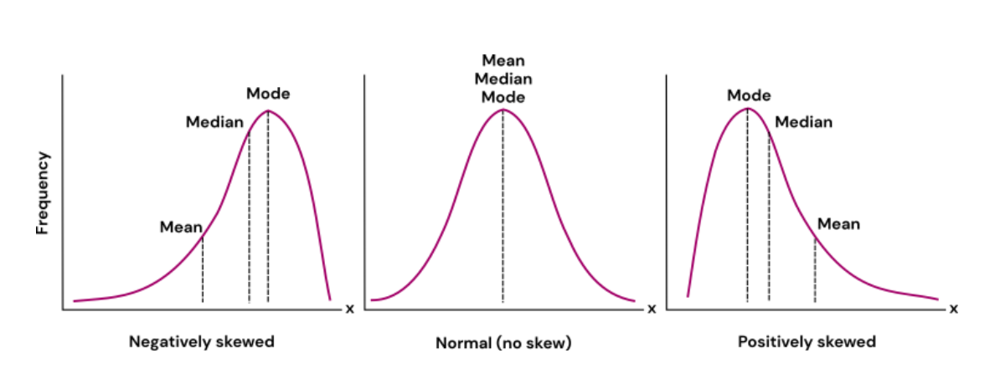 Frequency
Mean
Median
Mode
x
Negatively skewed
Mean
Median
Mode
x
Normal (no skew)
Mode
Median
Mean
x
Positively skewed